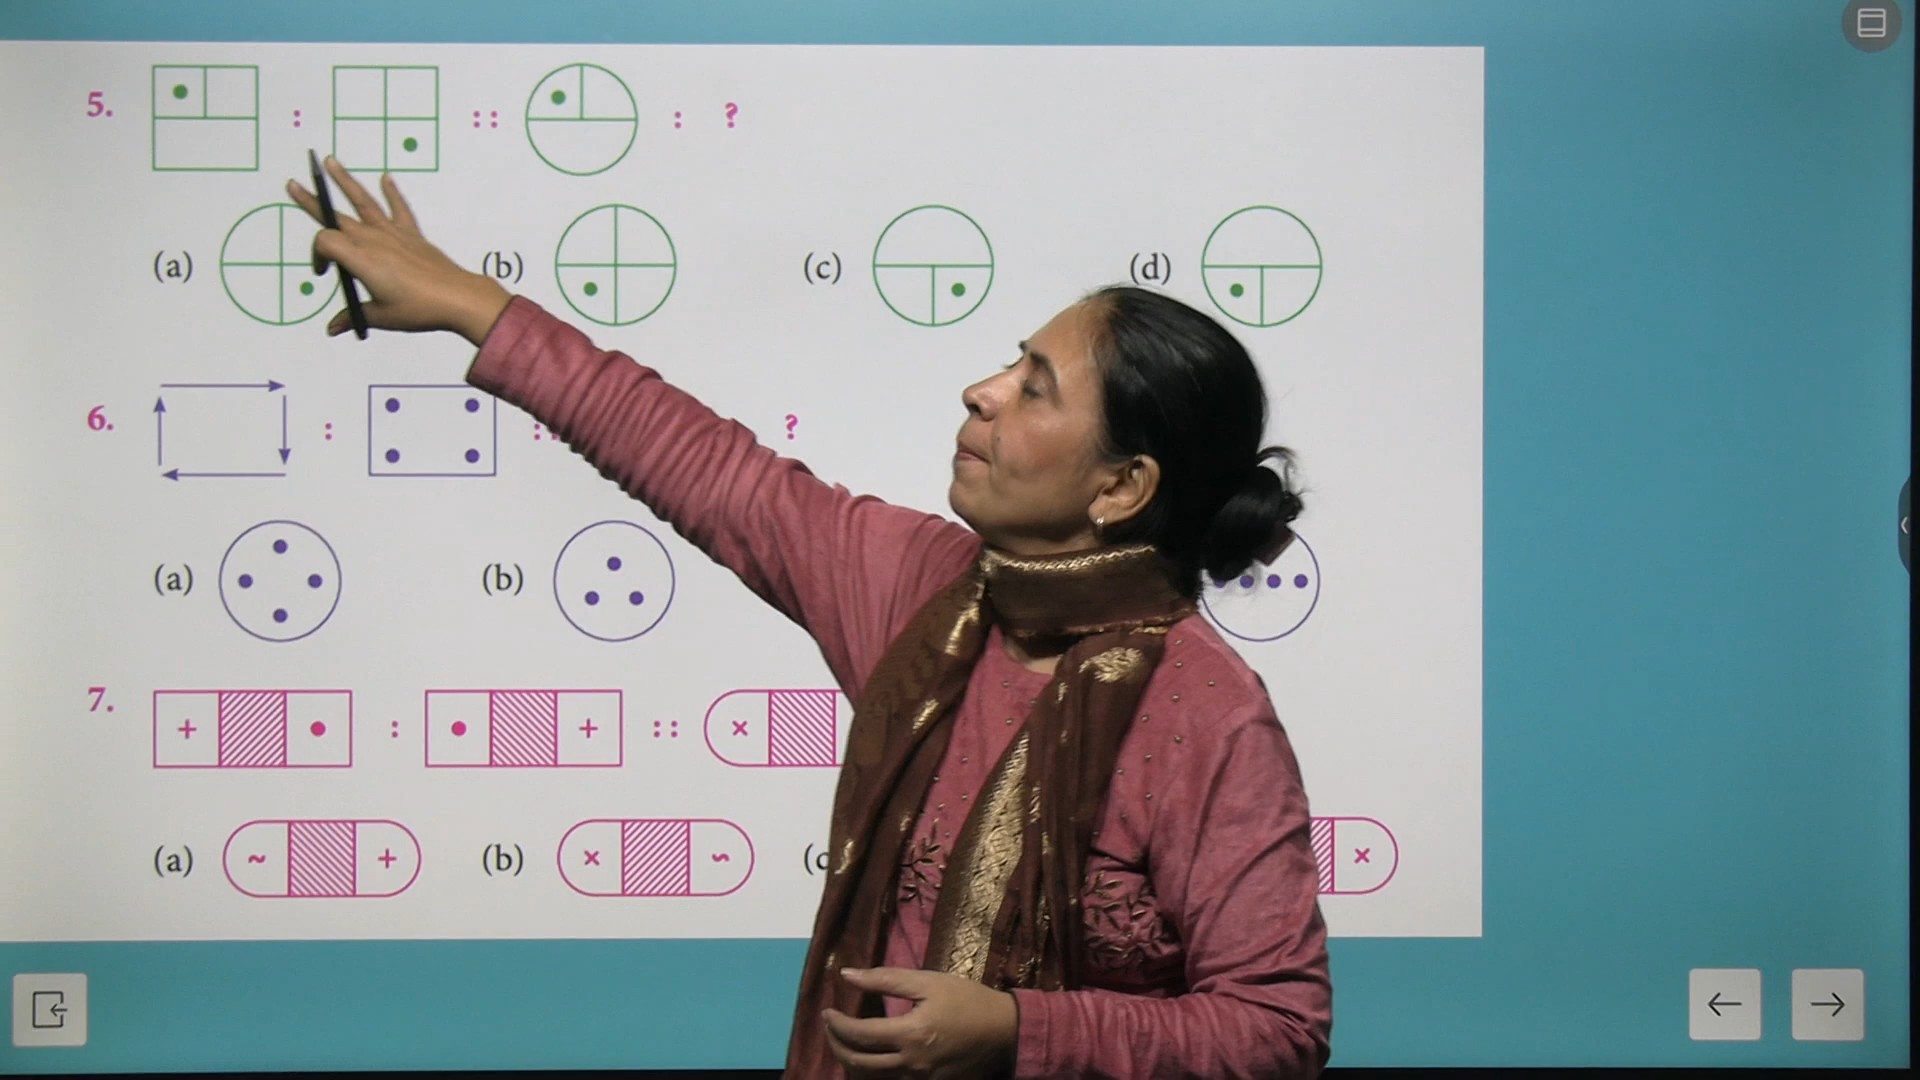 5. : :: : ?
(a) (b) (c) (d)
6. : :: ?
(a) (b)
7. + : + :: ×
(a) ~ + (b) × ~ (c ×